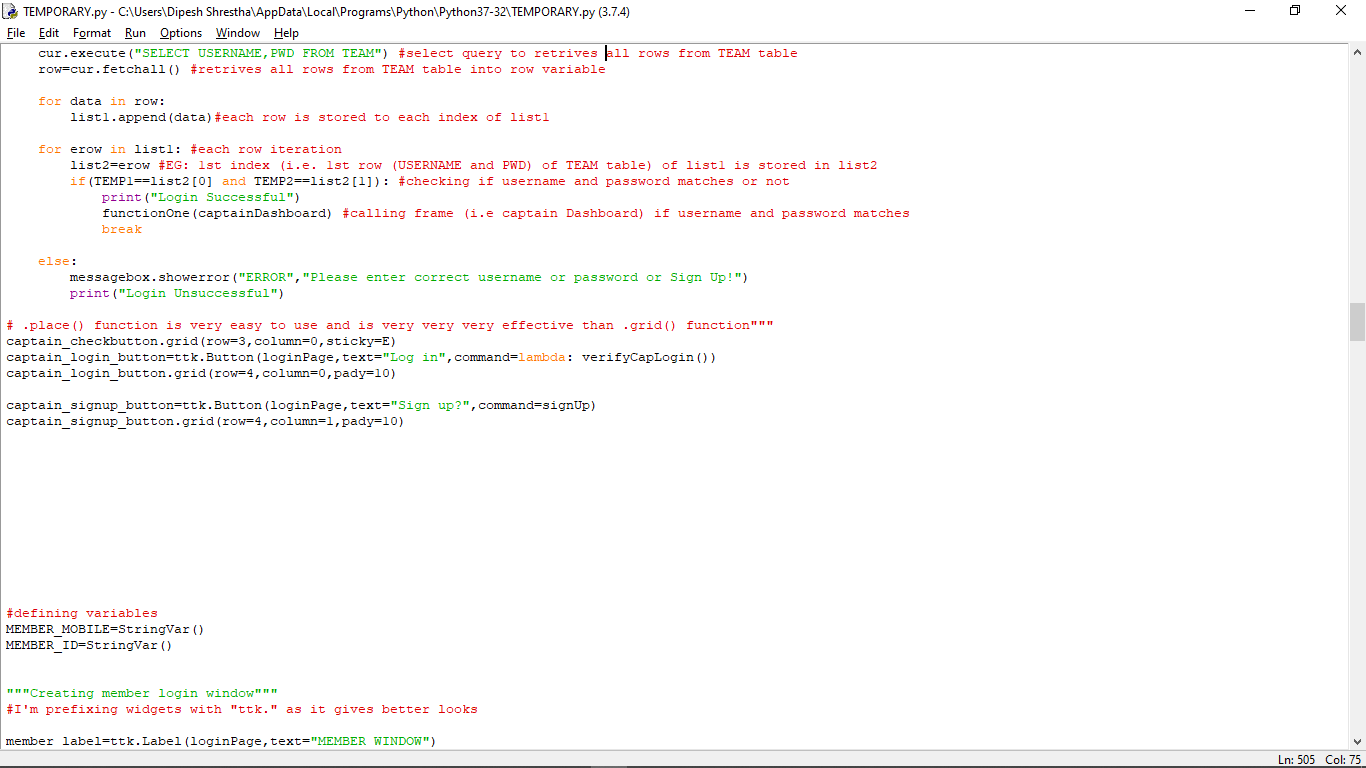 TEMPORARY.py - C:\Users\Dipesh Shrestha\AppData\Local\Programs\Python\Python37-32\TEMPORARY.py (3.7.4)
File Edit Format Run Options Window Help
    cur.execute("SELECT USERNAME,PWD FROM TEAM") #select query to retrives all rows from TEAM table
    row=cur.fetchall() #retrives all rows from TEAM table into row variable
    for data in row:
        list1.append(data)#each row is stored to each index of list1
    for erow in list1: #each row iteration
        list2=erow #EG: 1st index (i.e. 1st row (USERNAME and PWD) of TEAM table) of list1 is stored in list2
        if(TEMP1==list2[0] and TEMP2==list2[1]): #checking if username and password matches or not
            print("Login Successful")
            functionOne(captainDashboard) #calling frame (i.e captain Dashboard) if username and password matches
            break
    else:
        messagebox.showerror("ERROR","Please enter correct username or password or Sign Up!")
        print("Login Unsuccessful")
# .place() function is very easy to use and is very very very effective than .grid() function"""
captain_checkbutton.grid(row=3,column=0,sticky=E)
captain_login_button=ttk.Button(loginPage,text="Log in",command=lambda: verifyCapLogin())
captain_login_button.grid(row=4,column=0,pady=10)
captain_signup_button=ttk.Button(loginPage,text="Sign up?",command=signUp)
captain_signup_button.grid(row=4,column=1,pady=10)
#defining variables
MEMBER_MOBILE=StringVar()
MEMBER_ID=StringVar()
"""Creating member login window"""
#I'm prefixing widgets with "ttk." as it gives better looks
member_label=ttk.Label(loginPage,text="MEMBER WINDOW")
Ln: 505 Col: 75